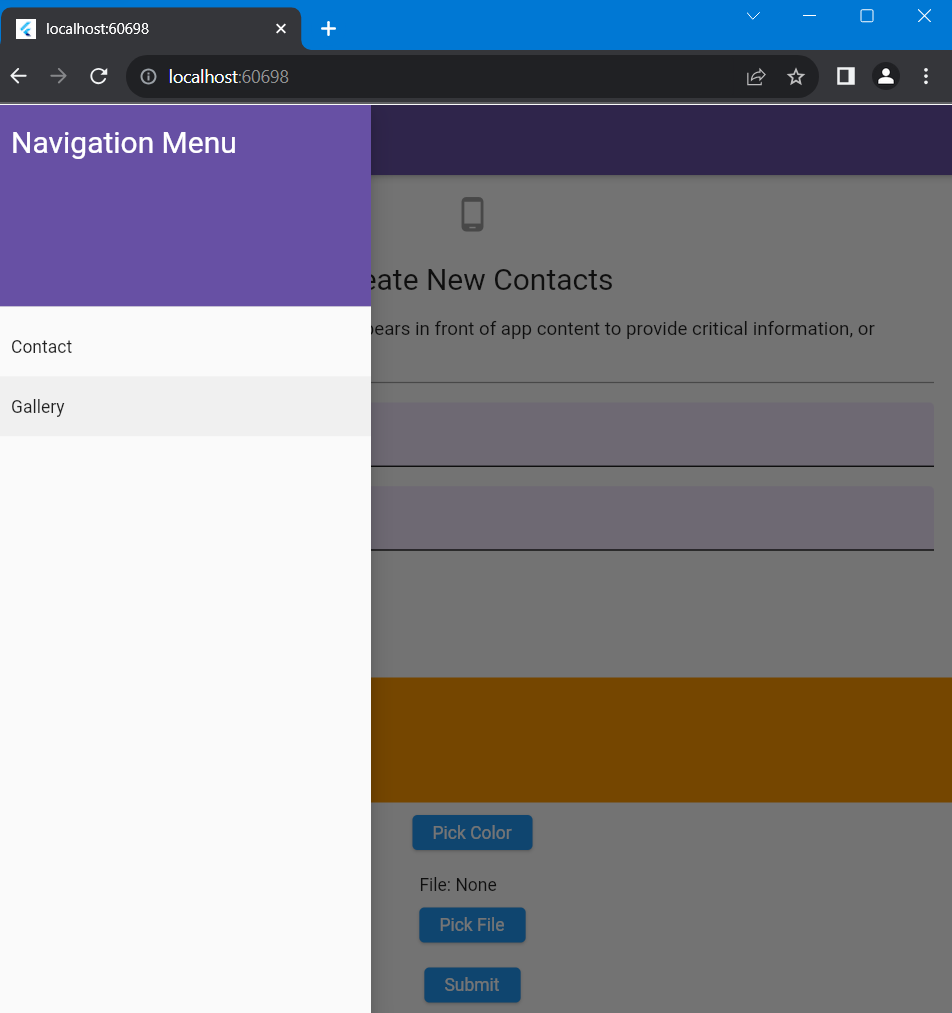 localhost:60698
localhost:60698
Navigation Menu
eate New Contacts
ears in front of app content to provide critical information, or
Contact
Gallery
Pick Color
File: None
Pick File
Submit